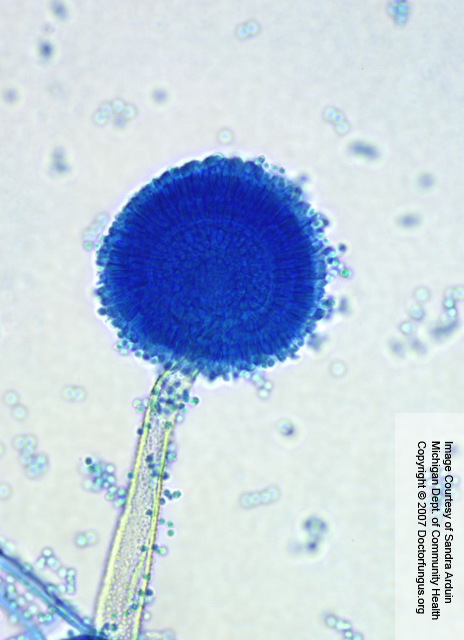 Image Courtesy of Sandra Arduin
Michigan Dept. of Community Health
Copyright © 2007 Doctorfungus.org